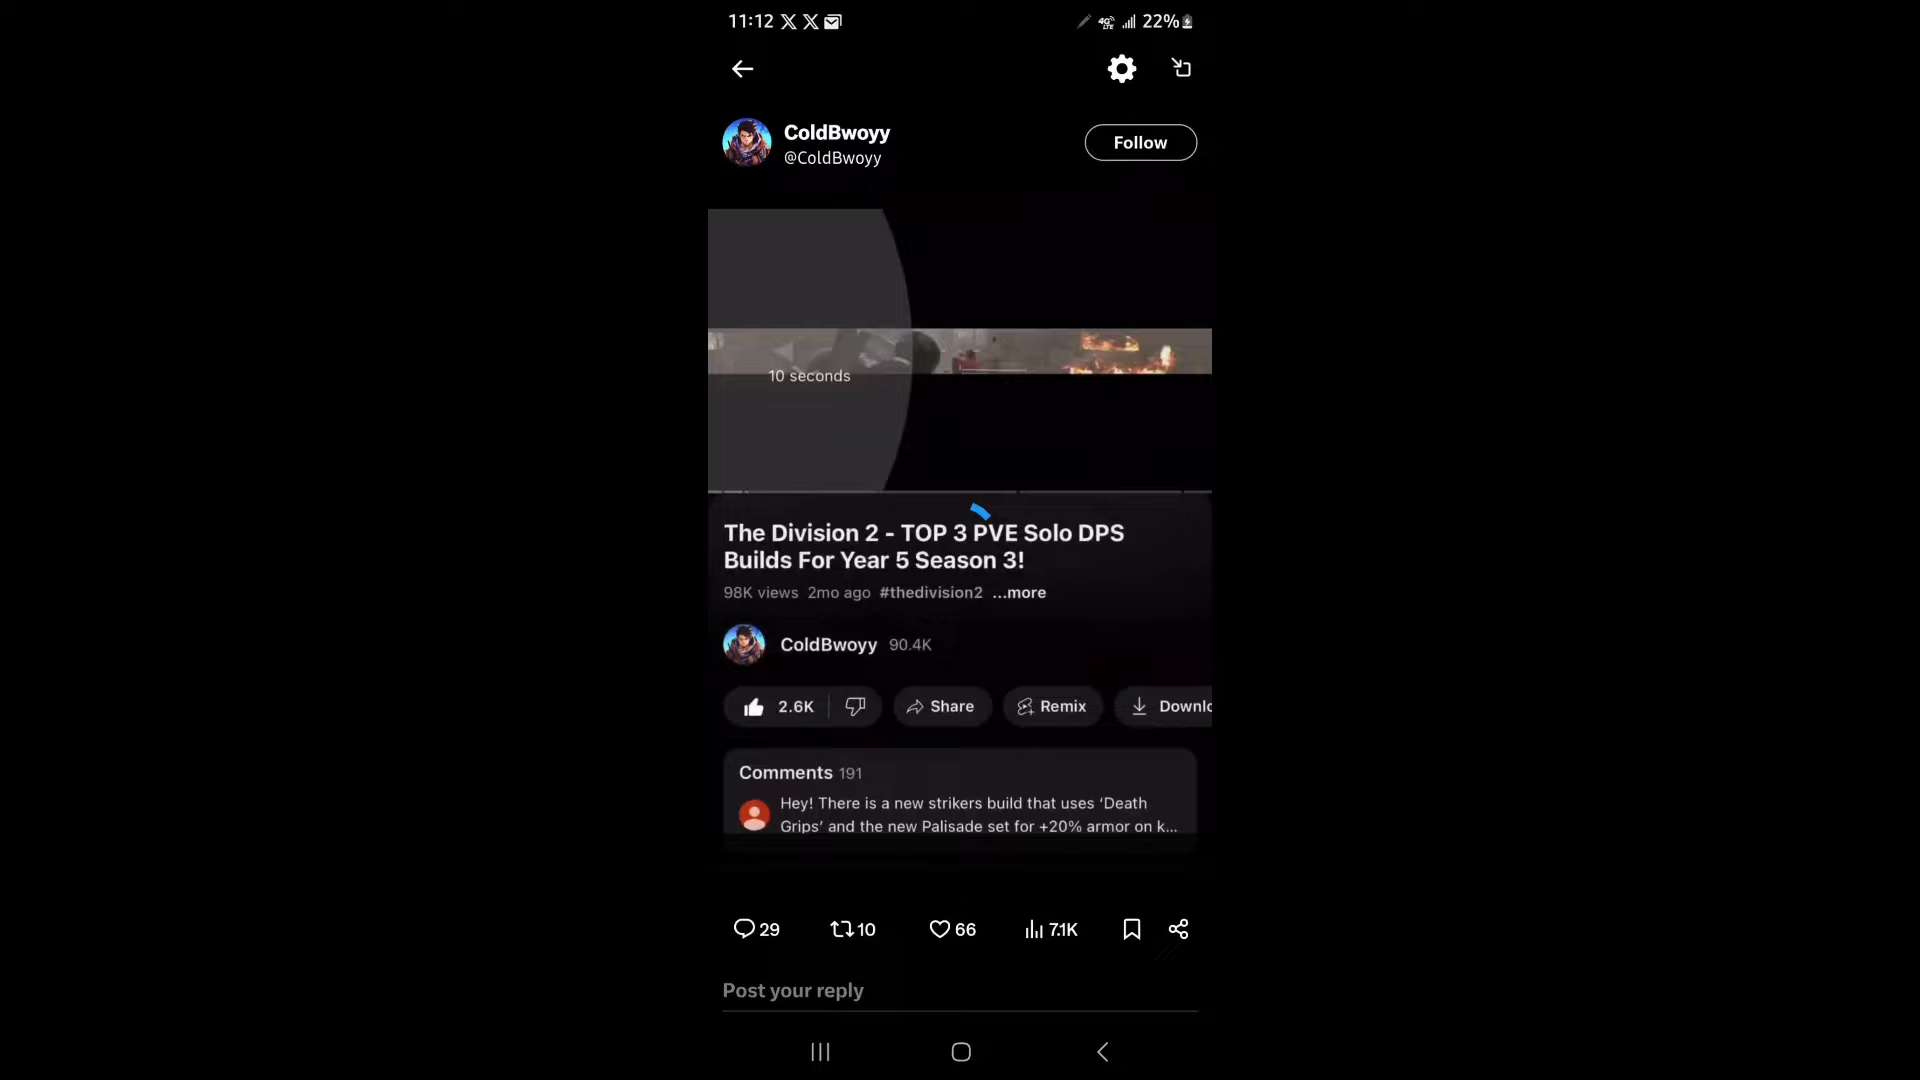 11:12
22%
ColdBwoyy
@ColdBwoyy
Follow
10 seconds
The Division 2 - TOP 3 PVE Solo DPS
Builds For Year 5 Season 3!
98K views 2mo ago #thedivision2 ...more
ColdBwoyy 90.4K
2.6K Share Remix Downlo
Comments 191
Hey! There is a new strikers build that uses ‘Death
Grips’ and the new Palisade set for +20% armor on k...
29 10 66 7.1K
Post your reply